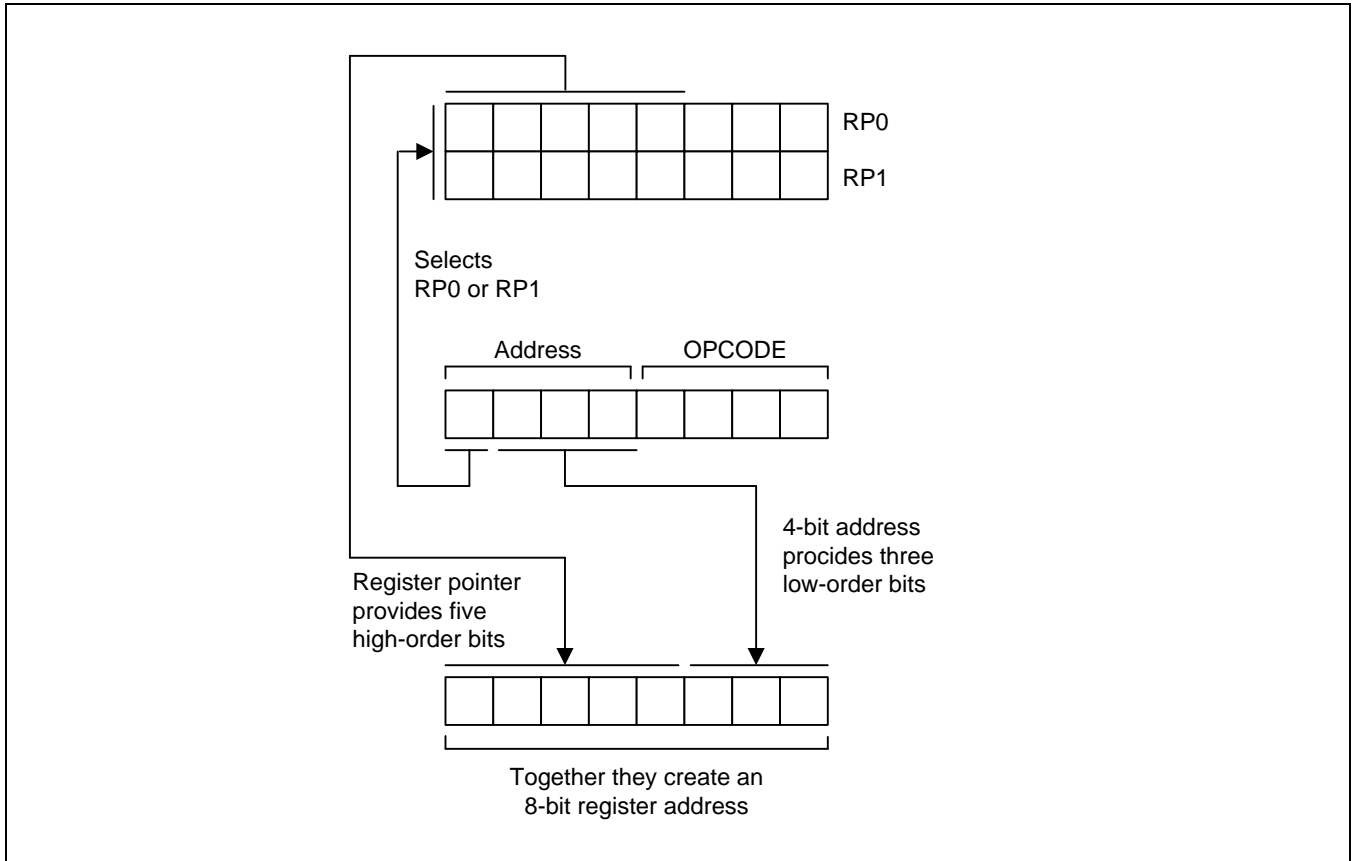 RP0
RP1
Selects
RP0 or RP1
Address OPCODE
4-bit address
procides three
low-order bits
Register pointer
provides five
high-order bits
Together they create an
8-bit register address